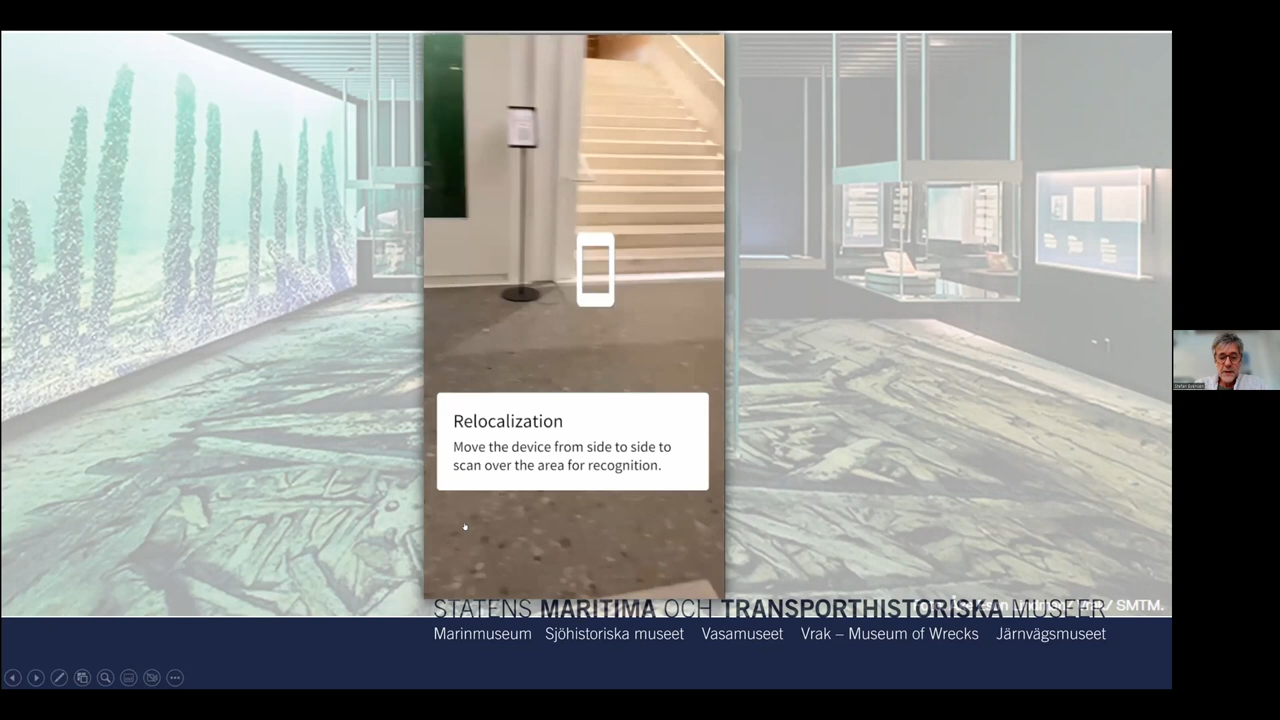 Relocalization
Move the device from side to side to
scan over the area for recognition.
/ SMTM.
STATENS MARITIMA OCH TRANSPORTHISTORISKA MUSEER
Marinmuseum Sjöhistoriska museet Vasamuseet Vrak – Museum of Wrecks Järnvägsmuseet